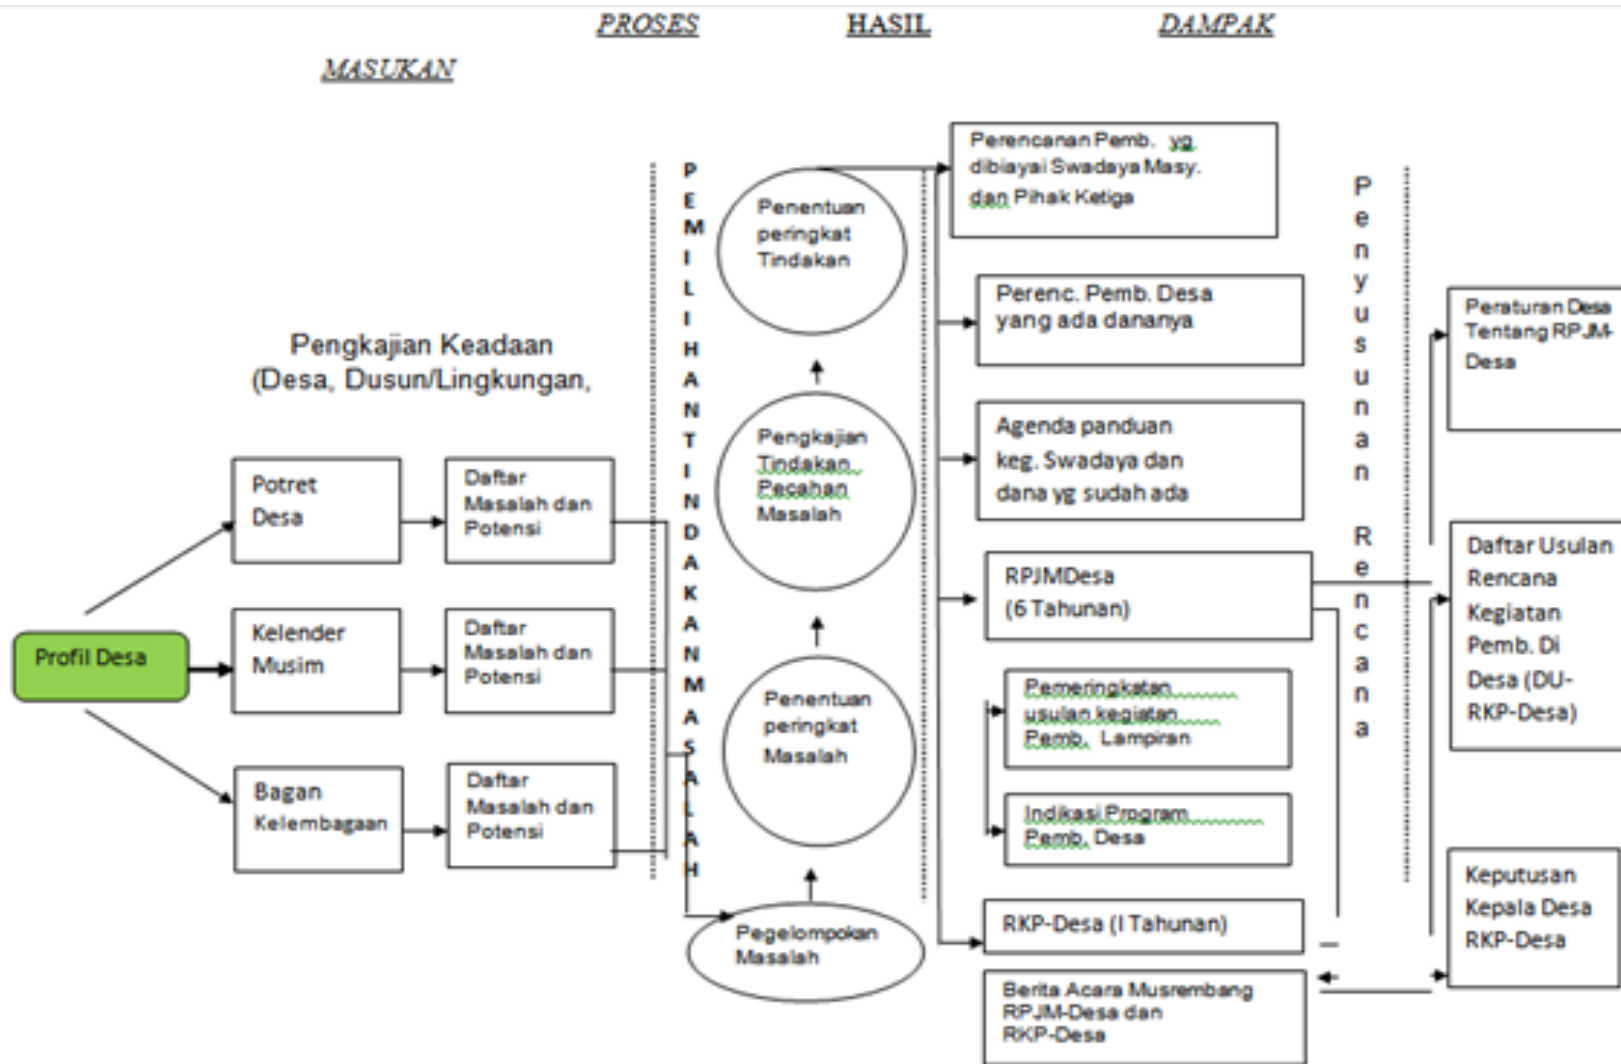 PROSES
HASIL
DAMPAK
MASUKAN
Pengkajian Keadaan
(Desa, Dusun/Lingkungan,
Profil Desa
Potret
Desa
Daftar
Masalah dan
Potensi
Kelender
Musim
Daftar
Masalah dan
Potensi
Bagan
Kelembagaan
Daftar
Masalah dan
Potensi
PEMILIHANTINDAKANMASALAH
Penentuan
peringkat
Tindakan
Pengkajian
Tindakan
Pecahan
Masalah
Penentuan
peringkat
Masalah
Pegelompokan
Masalah
Perencanan Pemb. yg
dibiayai Swadaya Masy.
dan Pihak Ketiga
Perenc. Pemb. Desa
yang ada dananya
Agenda panduan
keg. Swadaya dan
dana yg sudah ada
RPJMDesa
(6 Tahunan)
Pemeringkatan
usulan kegiatan
Pemb. Lampiran
Indikasi Program
Pemb. Desa
RKP-Desa (I Tahunan)
Berita Acara Musrembang
RPJM-Desa dan
RKP-Desa
Penyusunan Rencana
Peraturan Desa
Tentang RPJM-
Desa
Daftar Usulan
Rencana
Kegiatan
Pemb. Di
Desa (DU-
RKP-Desa)
Keputusan
Kepala Desa
RKP-Desa